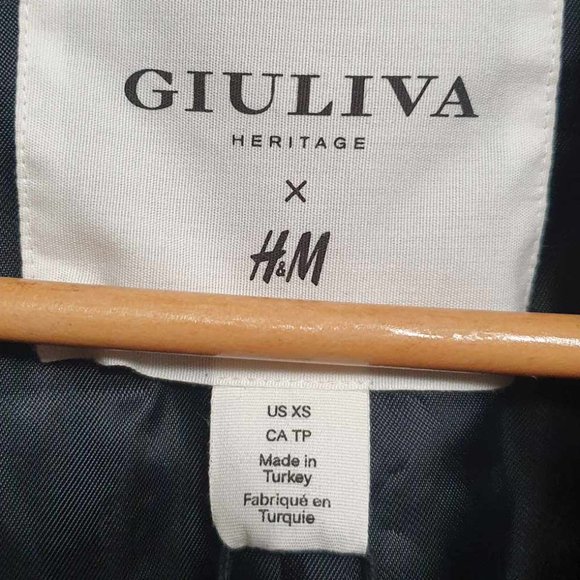 GIULIVA
HERITAGE
×
H&M
US XS
CA TP
Made in
Turkey
Fabriqué en
Turquie